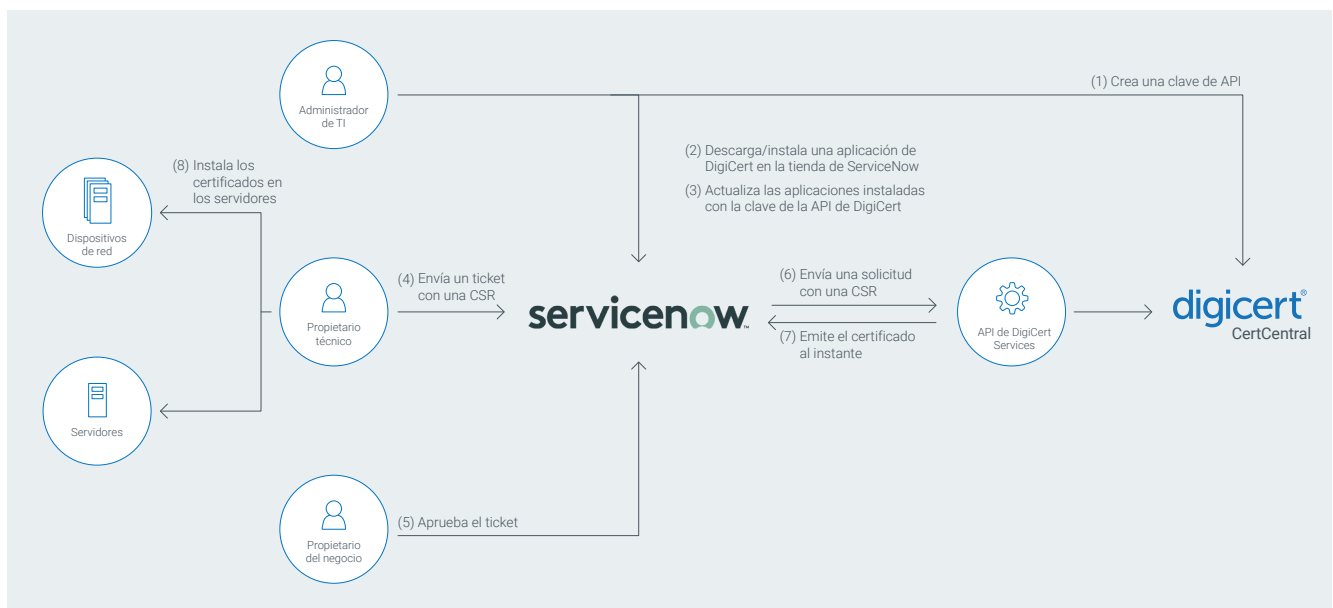 Administrador
de TI
(1) Crea una clave de API
(2) Descarga/instala una aplicación de
DigiCert en la tienda de ServiceNow
(3) Actualiza las aplicaciones instaladas
con la clave de la API de DigiCert
(8) Instala los
certificados en
los servidores
Dispositivos
de red
Propietario
técnico
(4) Envía un ticket
con una CSR
servicenow™
(6) Envía una solicitud
con una CSR
(7) Emite el certificado
al instante
API de DigiCert
Services
digicert®
CertCentral
Servidores
Propietario
del negocio
(5) Aprueba el ticket